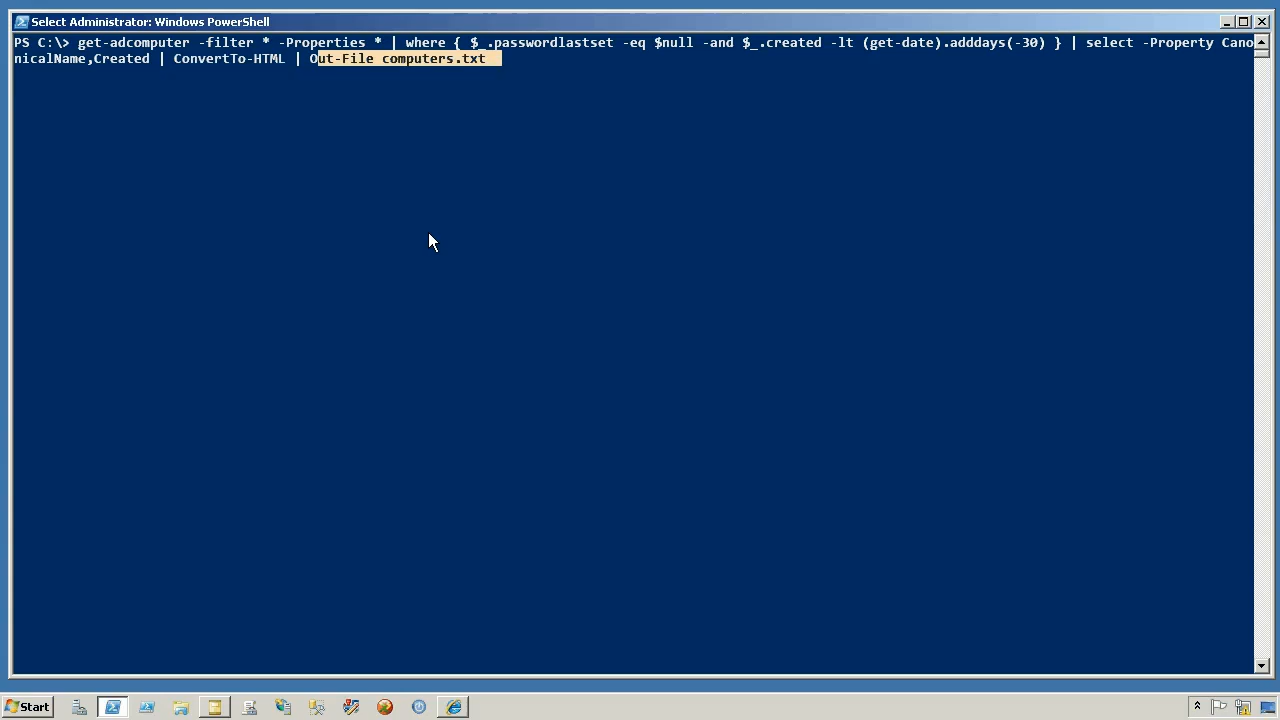 Select Administrator: Windows PowerShell
PS C:\> get-adcomputer -filter * -Properties * | where { $_.passwordlastset -eq $null -and $_.created -lt (get-date).adddays(-30) } | select -Property Cano
nicalName,Created | ConvertTo-HTML | Out-File computers.txt
Start